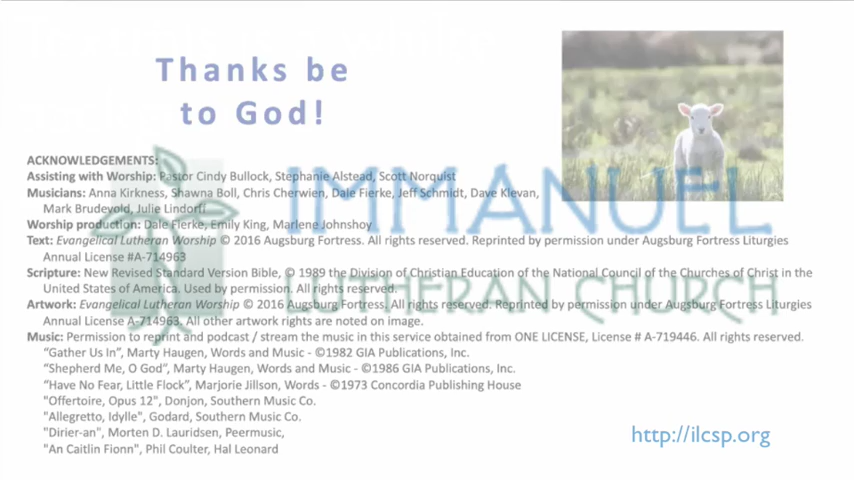 Thanks be
to God!
ACKNOWLEDGEMENTS:
Assisting with Worship: Pastor Cindy Bullock, Stephanie Alstead, Scott Norquist
Musicians: Anna Kirkness, Shawna Boll, Chris Cherwien, Dale Fierke, Jeff Schmidt, Dave Klevan,
Mark Brudevold, Julie Lindorff
Worship production: Dale Fierke, Emily King, Marlene Johnshoy
Text: Evangelical Lutheran Worship © 2016 Augsburg Fortress. All rights reserved. Reprinted by permission under Augsburg Fortress Liturgies
Annual License #A-714963
Scripture: New Revised Standard Version Bible, © 1989 the Division of Christian Education of the National Council of the Churches of Christ in the
United States of America. Used by permission. All rights reserved.
Artwork: Evangelical Lutheran Worship © 2016 Augsburg Fortress. All rights reserved. Reprinted by permission under Augsburg Fortress Liturgies
Annual License A-714963. All other artwork rights are noted on image.
Music: Permission to reprint and podcast / stream the music in this service obtained from ONE LICENSE, License # A-719446. All rights reserved.
“Gather Us In”, Marty Haugen, Words and Music - ©1982 GIA Publications, Inc.
“Shepherd Me, O God”, Marty Haugen, Words and Music - ©1986 GIA Publications, Inc.
“Have No Fear, Little Flock”, Marjorie Jillson, Words - ©1973 Concordia Publishing House
"Offertoire, Opus 12", Donjon, Southern Music Co.
"Allegretto, Idylle", Godard, Southern Music Co.
"Dirier-an", Morten D. Lauridsen, Peermusic,
"An Caitlin Fionn", Phil Coulter, Hal Leonard
IMMANUEL
LUTHERAN CHURCH
http://ilcsp.org